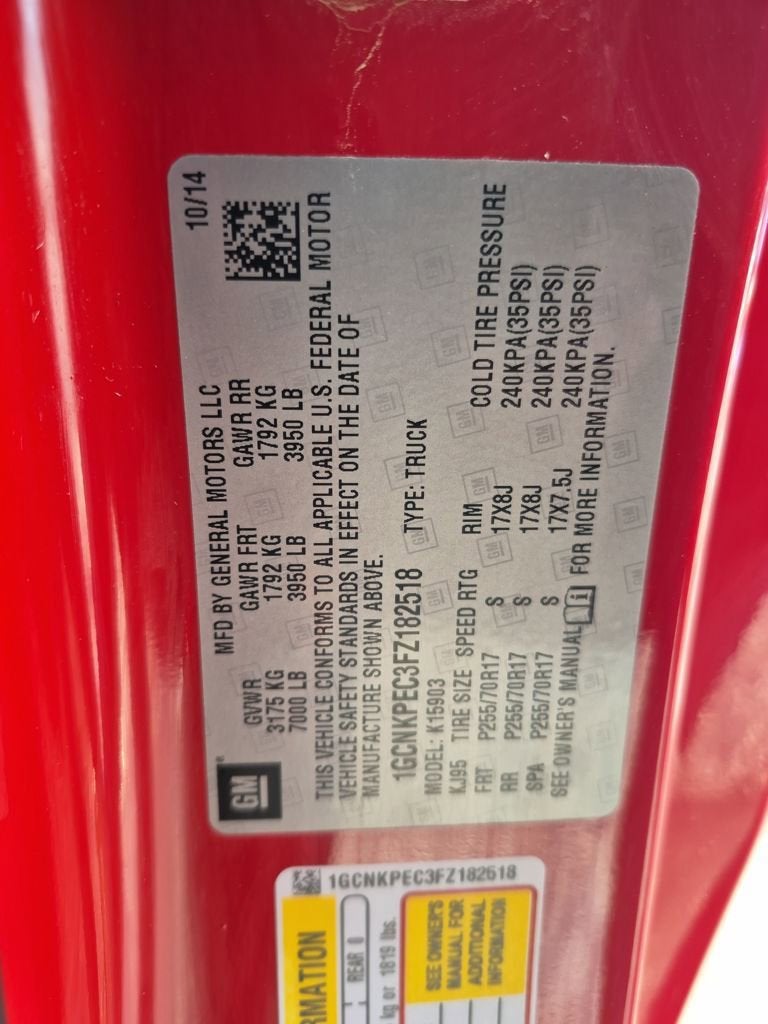 10/14
MFD BY GENERAL MOTORS LLC
GVWR GAWR FRT GAWR RR
3175 KG 1792 KG 1792 KG
7000 LB 3950 LB 3950 LB
GM
THIS VEHICLE CONFORMS TO ALL APPLICABLE U.S. FEDERAL MOTOR
VEHICLE SAFETY STANDARDS IN EFFECT ON THE DATE OF
MANUFACTURE SHOWN ABOVE.
1GCNKPEC3FZ182518 TYPE: TRUCK
MODEL: K15903
KJ95 TIRE SIZE SPEED RTG RIM COLD TIRE PRESSURE
FRT P255/70R17 S 17X8J 240KPA(35PSI)
RR P255/70R17 S 17X8J 240KPA(35PSI)
SPA P255/70R17 S 17X7.5J 240KPA(35PSI)
SEE OWNER'S MANUAL i FOR MORE INFORMATION.
1GCNKPEC3FZ182518
RMATION
REAR 0
kg or 1819 lbs.
SEE OWNER'S
MANUAL FOR
ADDITIONAL
INFORMATION